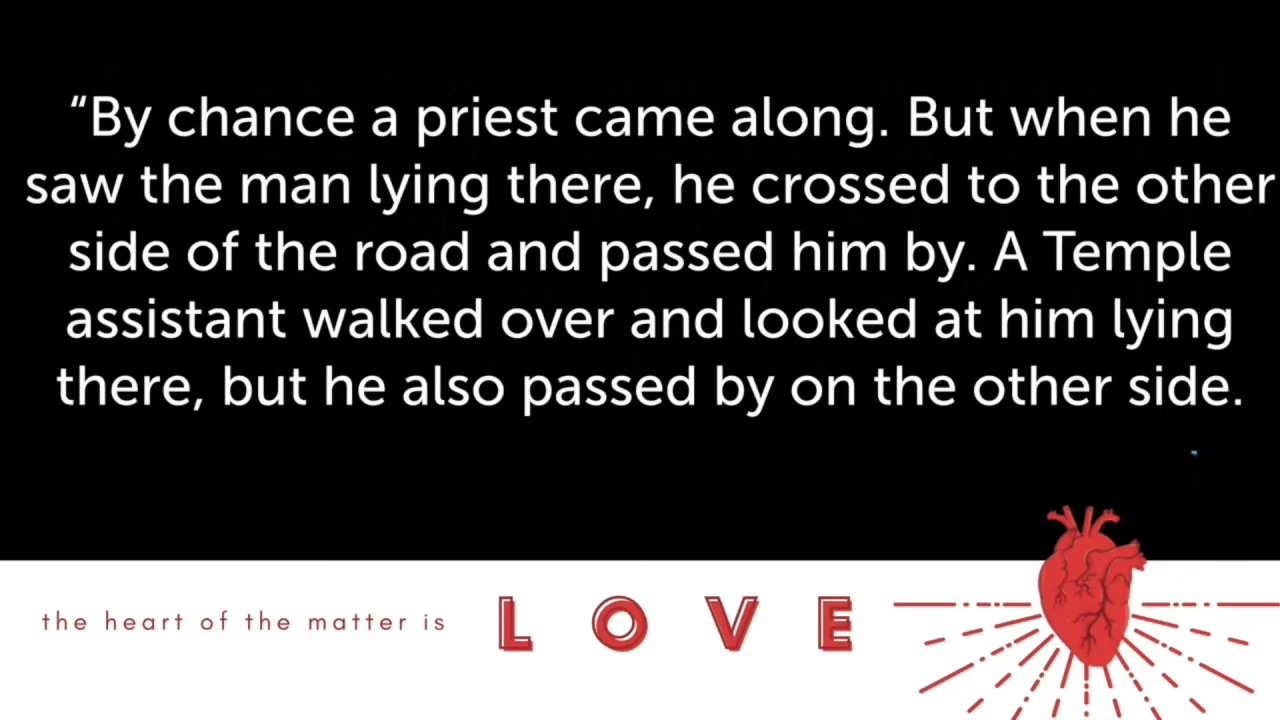 “By chance a priest came along. But when he
saw the man lying there, he crossed to the other
side of the road and passed him by. A Temple
assistant walked over and looked at him lying
there, but he also passed by on the other side.
the heart of the matter is LOVE